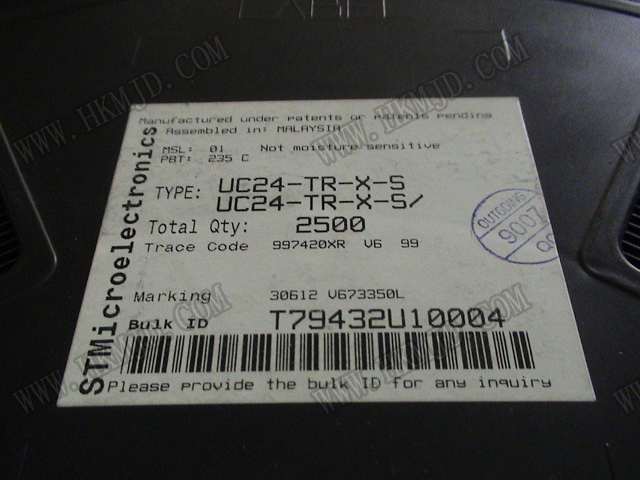 Manufactured under patents or patents pending
Assembled in: MALAYSIA
MSL: 01 Not moisture sensitive
PBT: 235 C
TYPE: UC24-TR-X-S
UC24-TR-X-S/
Total Qty: 2500
Trace Code 997420XR V6 99
Marking 30612 V673350L
Bulk ID T79432U10004
Please provide the bulk ID for any inquiry
STMicroelectronics
OUTGOING
9007
WWW.HKMJD.COM
WWW.HKMJD.COM
WWW.HKMJD.COM
WWW.HKMJD.COM